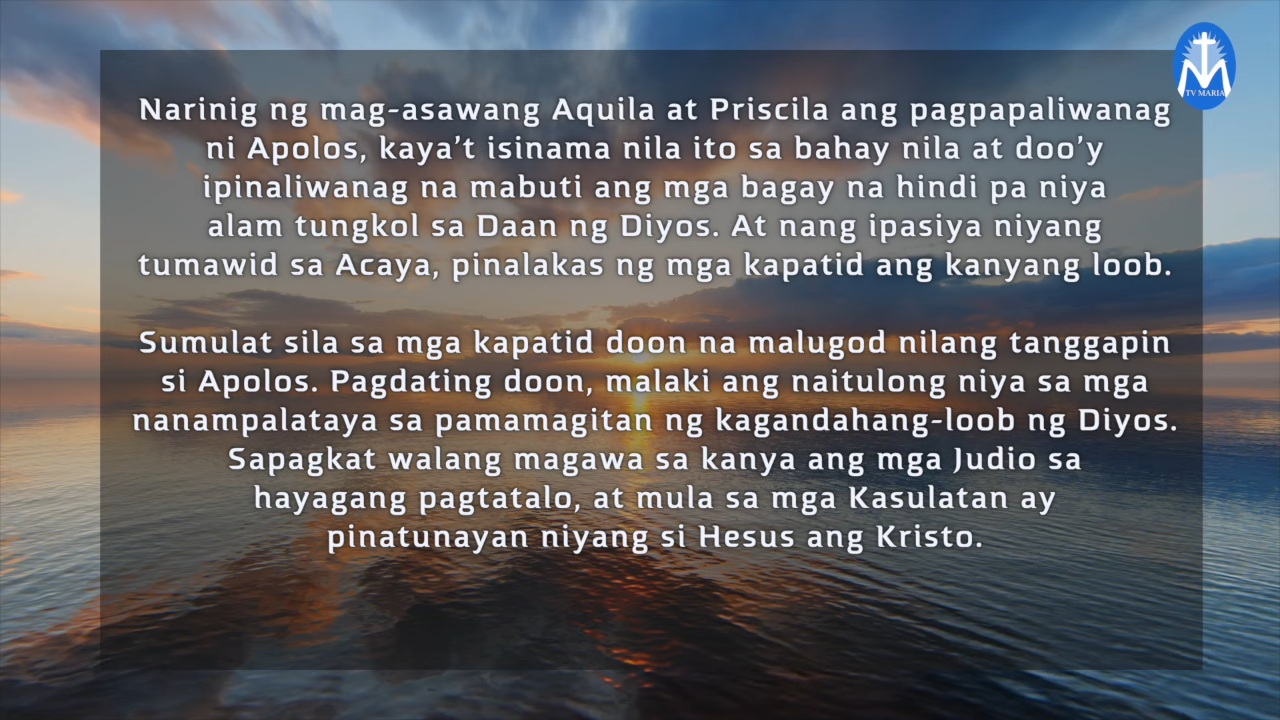 TV MARIA
Narinig ng mag-asawang Aquila at Priscila ang pagpapaliwanag
ni Apolos, kaya’t isinama nila ito sa bahay nila at doo’y
ipinaliwanag na mabuti ang mga bagay na hindi pa niya
alam tungkol sa Daan ng Diyos. At nang ipasiya niyang
tumawid sa Acaya, pinalakas ng mga kapatid ang kanyang loob.
Sumulat sila sa mga kapatid doon na malugod nilang tanggapin
si Apolos. Pagdating doon, malaki ang naitulong niya sa mga
nanampalataya sa pamamagitan ng kagandahang-loob ng Diyos.
Sapagkat walang magawa sa kanya ang mga Judio sa
hayagang pagtatalo, at mula sa mga Kasulatan ay
pinatunayan niyang si Hesus ang Kristo.